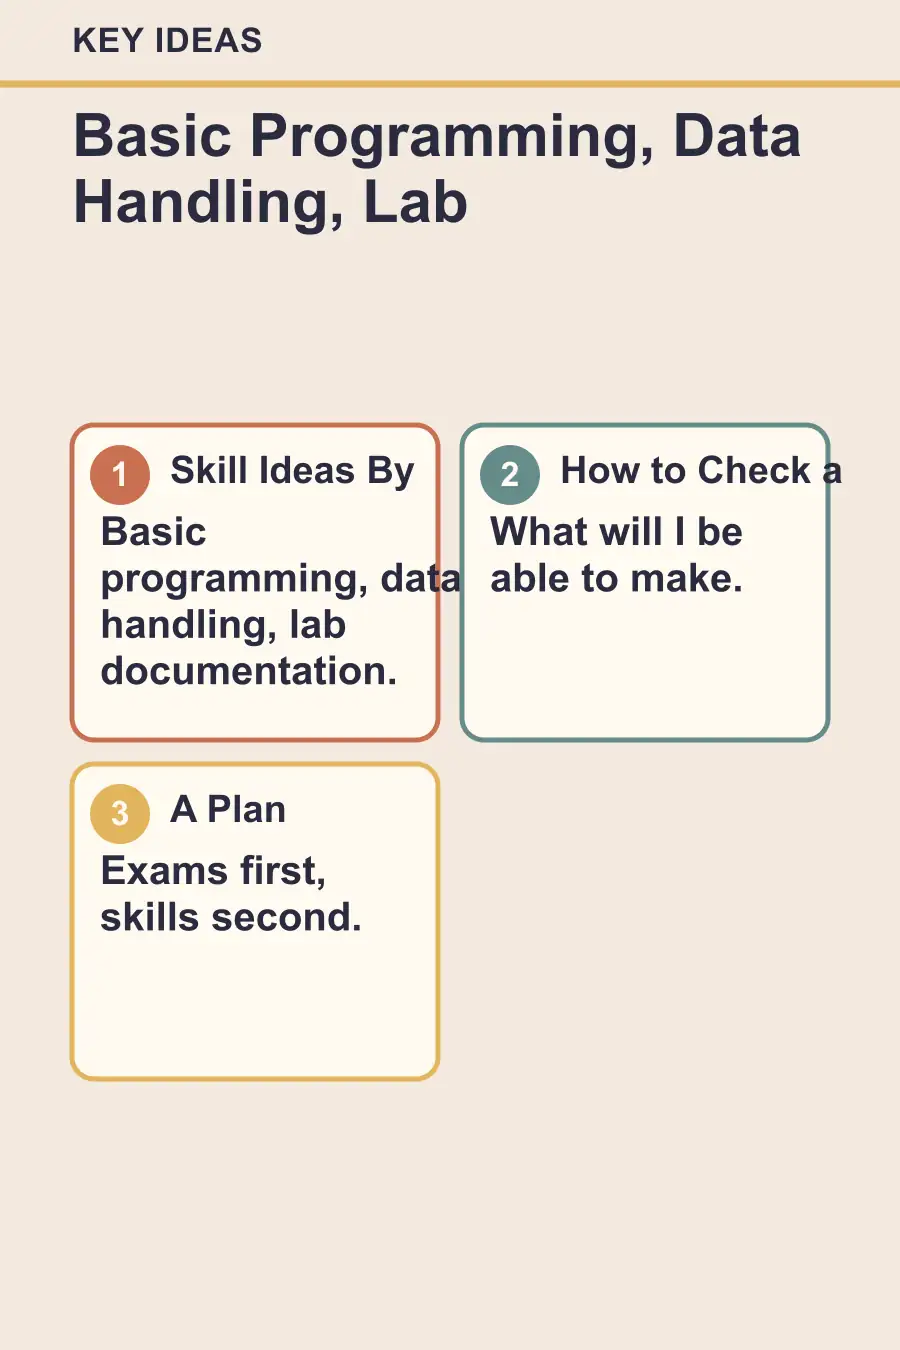 KEY IDEAS
Basic Programming, Data
Handling, Lab
1 Skill Ideas By
Basic
programming, data
handling, lab
documentation.
2 How to Check a
What will I be
able to make.
3 A Plan
Exams first,
skills second.